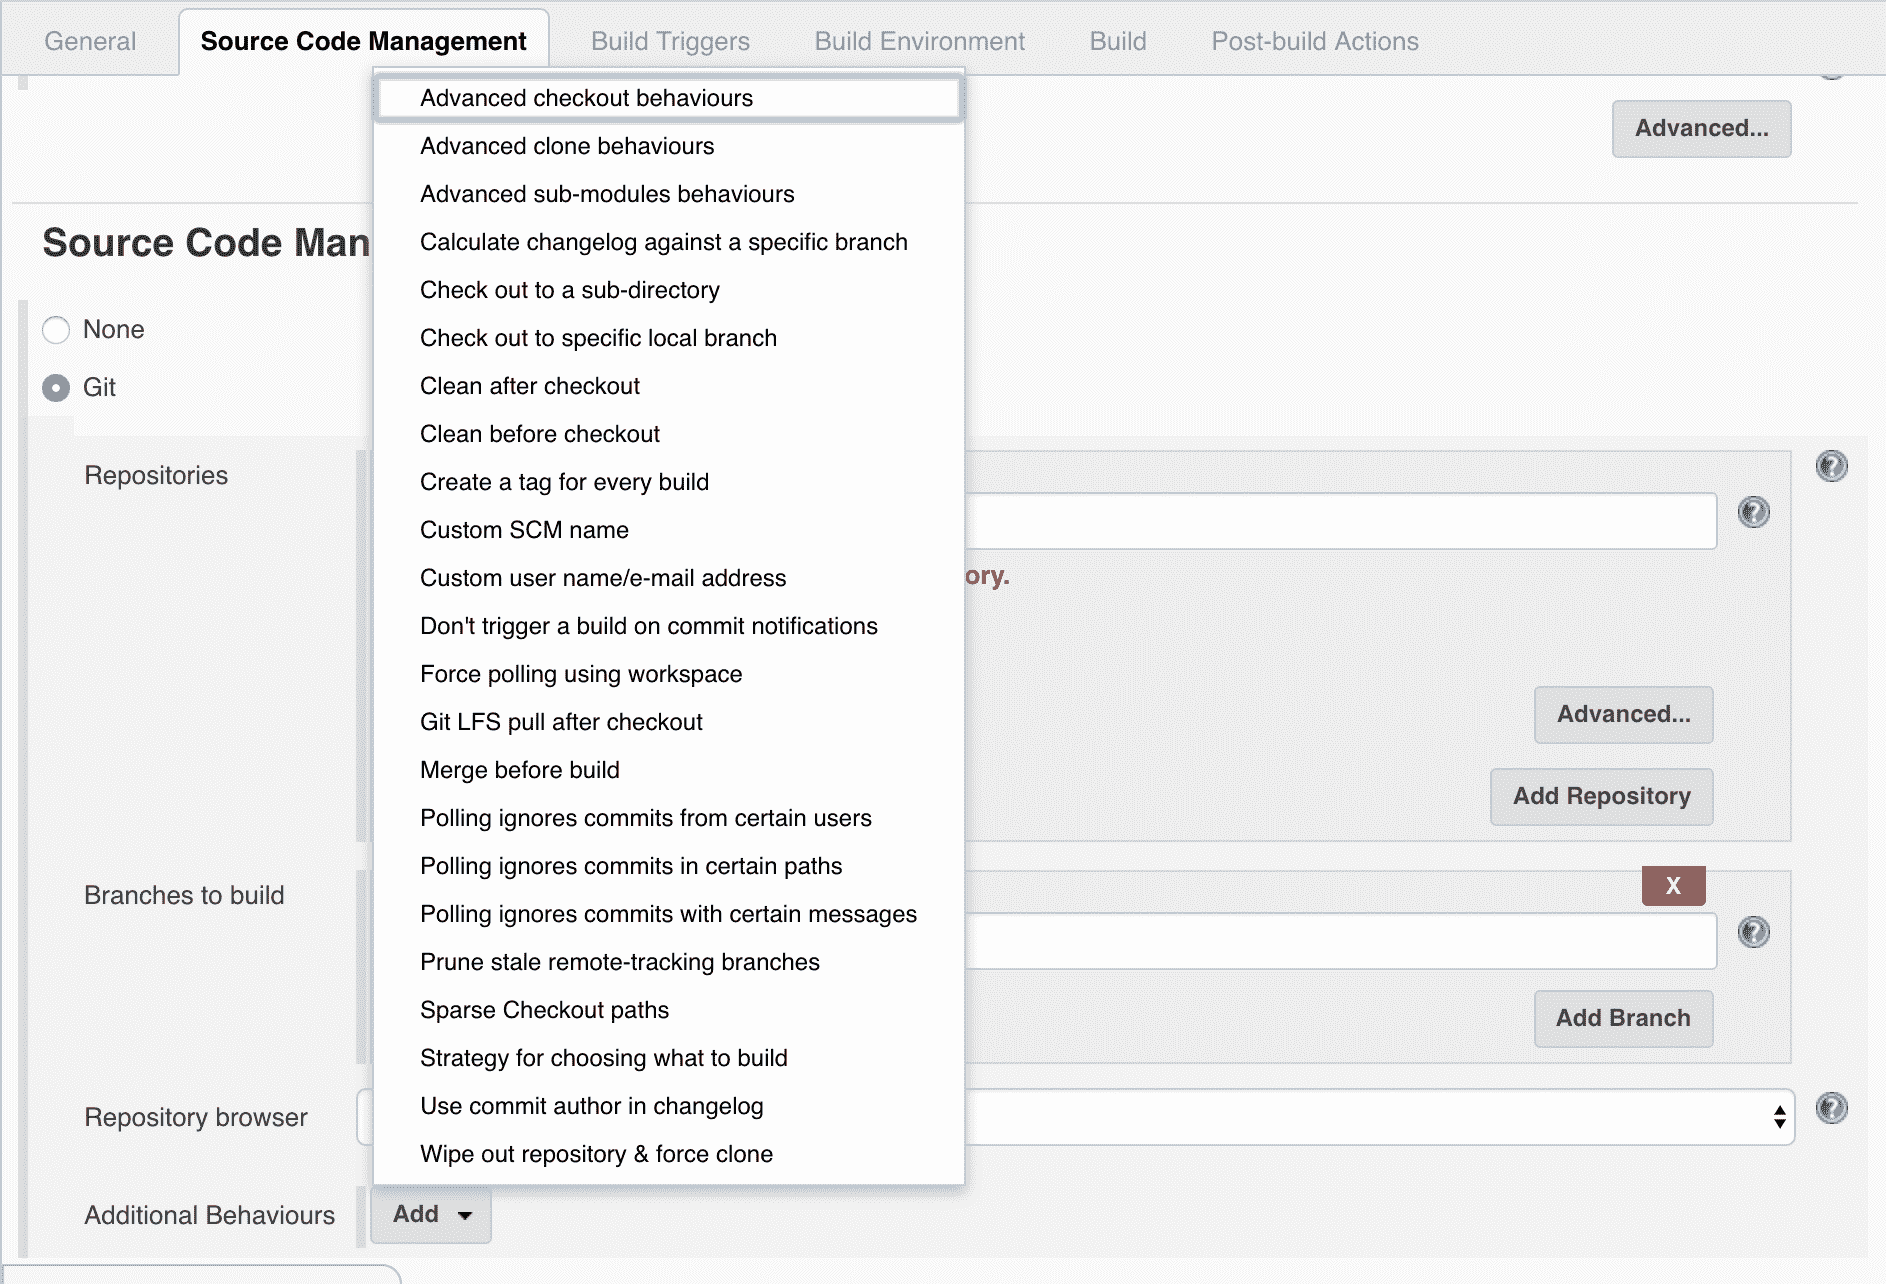 General
Source Code Management
Build Triggers
Build Environment
Build
Post-build Actions
Advanced...
Source Code Man
None
Git
Repositories
ory.
Advanced...
Add Repository
Branches to build
X
Add Branch
Repository browser
Additional Behaviours
Add
Advanced checkout behaviours
Advanced clone behaviours
Advanced sub-modules behaviours
Calculate changelog against a specific branch
Check out to a sub-directory
Check out to specific local branch
Clean after checkout
Clean before checkout
Create a tag for every build
Custom SCM name
Custom user name/e-mail address
Don't trigger a build on commit notifications
Force polling using workspace
Git LFS pull after checkout
Merge before build
Polling ignores commits from certain users
Polling ignores commits in certain paths
Polling ignores commits with certain messages
Prune stale remote-tracking branches
Sparse Checkout paths
Strategy for choosing what to build
Use commit author in changelog
Wipe out repository & force clone